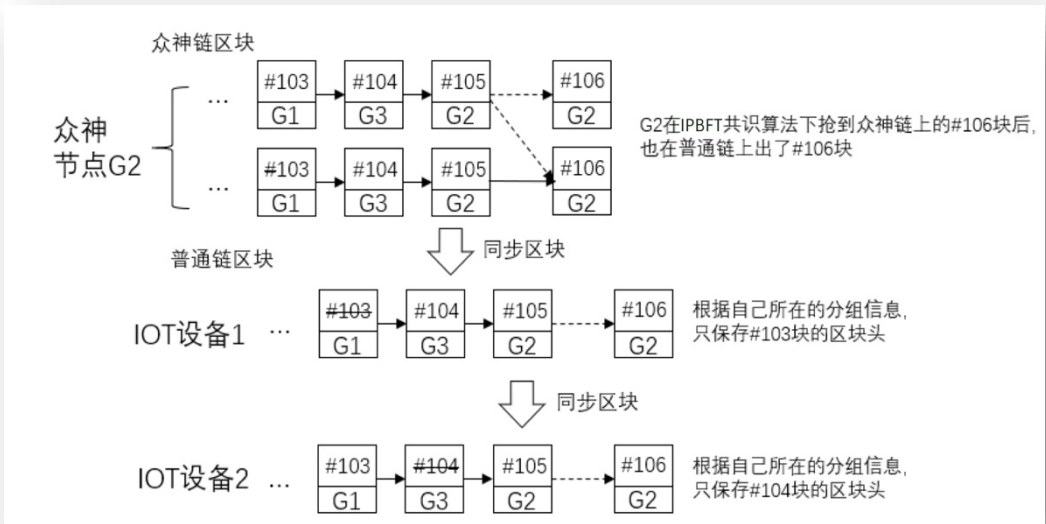 众神链区块
... #103 #104 #105 #106
G1 G3 G2 G2
众神
节点G2
G2在IPBFT共识算法下抢到众神链上的#106块后,
也在普通链上出了#106块
... #103 #104 #105 #106
G1 G3 G2 G2
普通链区块
同步区块
IOT设备1 ... #103 #104 #105 #106
G1 G3 G2 G2
根据自己所在的分组信息,
只保存#103块的区块头
同步区块
IOT设备2 ... #103 #104 #105 #106
G1 G3 G2 G2
根据自己所在的分组信息,
只保存#104块的区块头